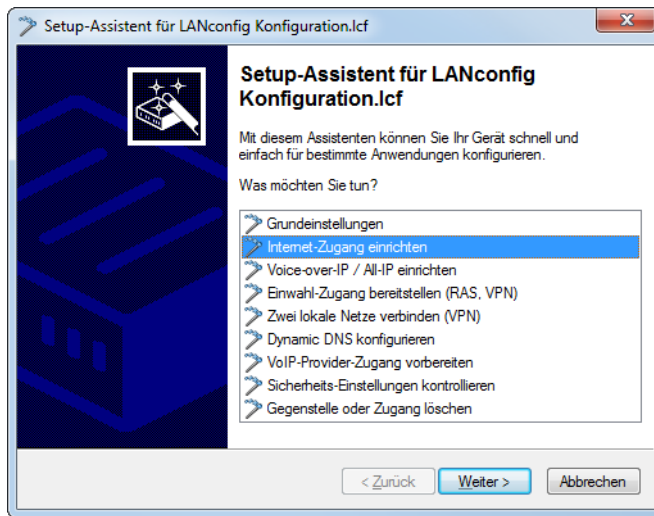 Setup-Assistent für LANconfig Konfiguration.lcf
Setup-Assistent für LANconfig
Konfiguration.lcf
Mit diesem Assistenten können Sie Ihr Gerät schnell und
einfach für bestimmte Anwendungen konfigurieren.
Was möchten Sie tun?
Grundeinstellungen
Internet-Zugang einrichten
Voice-over-IP / All-IP einrichten
Einwahl-Zugang bereitstellen (RAS, VPN)
Zwei lokale Netze verbinden (VPN)
Dynamic DNS konfigurieren
VoIP-Provider-Zugang vorbereiten
Sicherheits-Einstellungen kontrollieren
Gegenstelle oder Zugang löschen
< Zurück Weiter > Abbrechen